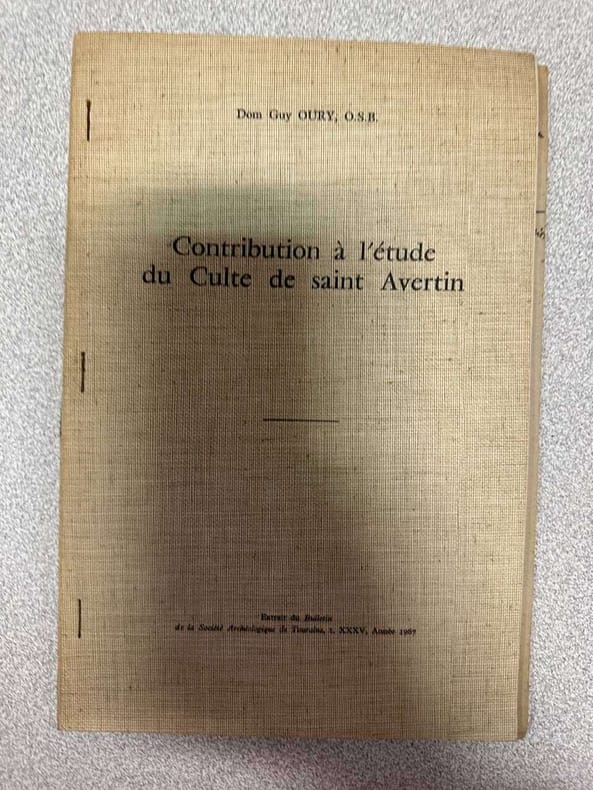 Dom Guy OURY, O.S.B.
Contribution à l'étude
du Culte de saint Avertin
Extrait du Bulletin
de la Société Archéologique de Touraine, t. XXXV, Année 1967